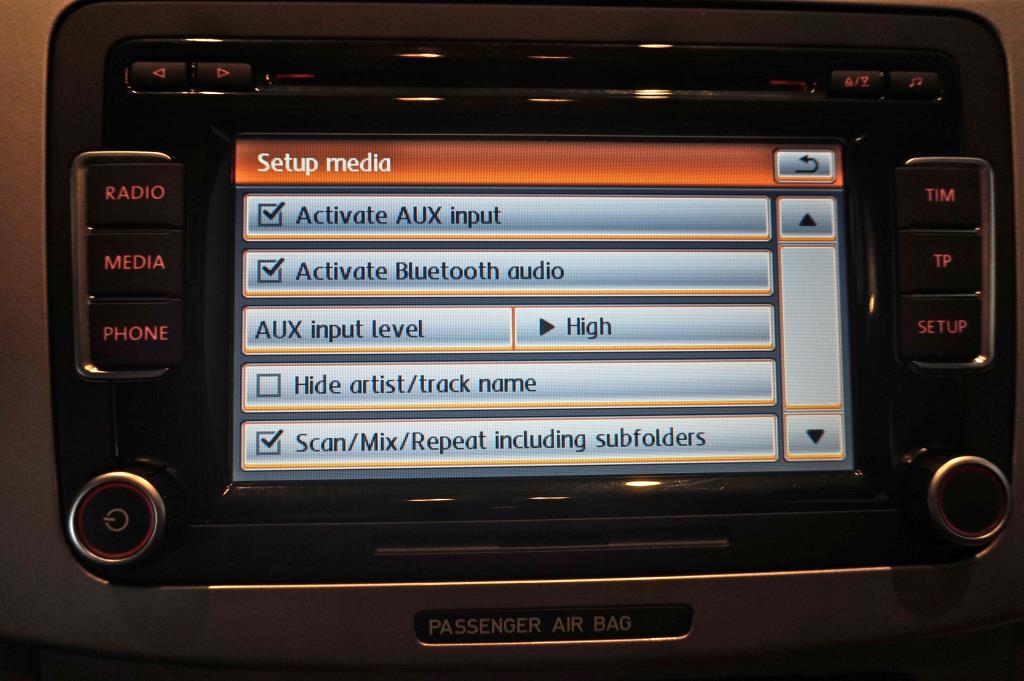 Setup media
RADIO
Activate AUX input
TIM
MEDIA
Activate Bluetooth audio
TP
PHONE
AUX input level
High
SETUP
Hide artist/track name
Scan/Mix/Repeat including subfolders
PASSENGER AIR BAG